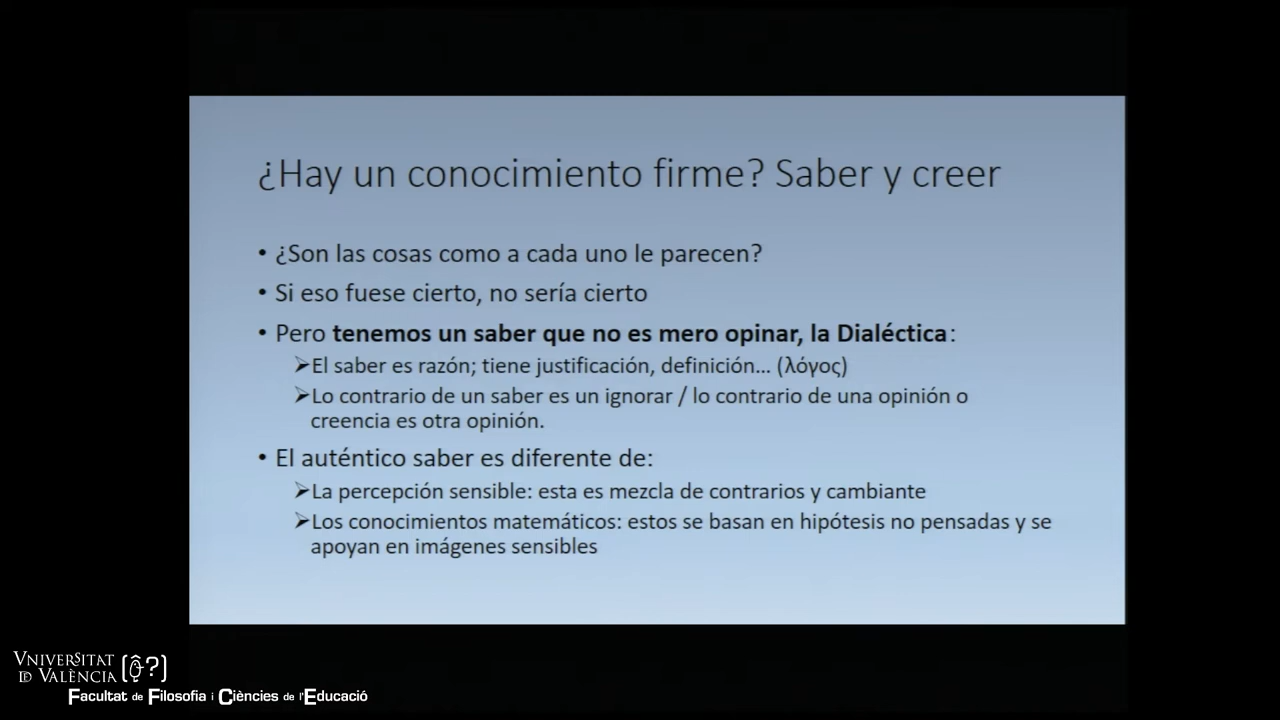 ¿Hay un conocimiento firme? Saber y creer
• ¿Son las cosas como a cada uno le parecen?
• Si eso fuese cierto, no sería cierto
• Pero tenemos un saber que no es mero opinar, la Dialéctica:
➢El saber es razón; tiene justificación, definición... (λόγος)
➢Lo contrario de un saber es un ignorar / lo contrario de una opinión o
creencia es otra opinión.
• El auténtico saber es diferente de:
➢La percepción sensible: esta es mezcla de contrarios y cambiante
➢Los conocimientos matemáticos: estos se basan en hipótesis no pensadas y se
apoyan en imágenes sensibles
VNIVERSITAT
DE VALÈNCIA
Facultat de Filosofia i Ciències de l'Educació